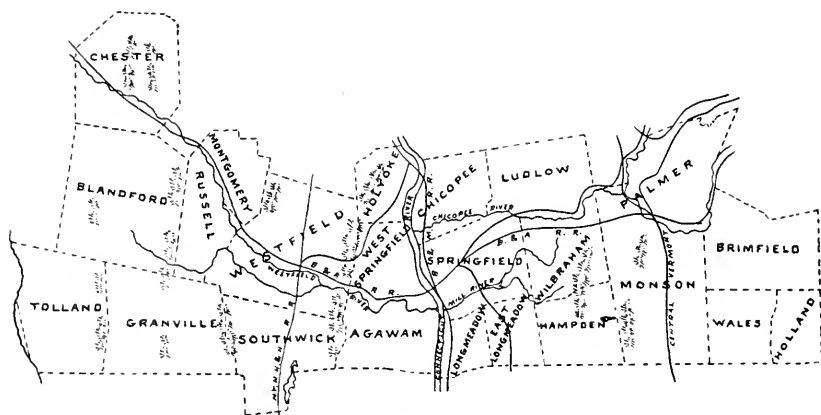 CHESTER
MONTGOMERY
RUSSELL
BLANDFORD
HOLYOKE
CHICOPEE
LUDLOW
PALMER
WESTFIELD
WEST
SPRINGFIELD
RIVER
B & M R. R.
CHICOPEE RIVER
B & A R. R.
SPRINGFIELD
WILBRAHAM
MONSON
BRIMFIELD
WESTFIELD RIVER
B & A R. R.
MILL RIVER
TOLLAND
GRANVILLE
SOUTHWICK
AGAWAM
LONGMEADOW
EAST
LONGMEADOW
HAMPDEN
WALES
HOLLAND
N.Y. N.H. & H. R. R.
CENTRAL VERMONT